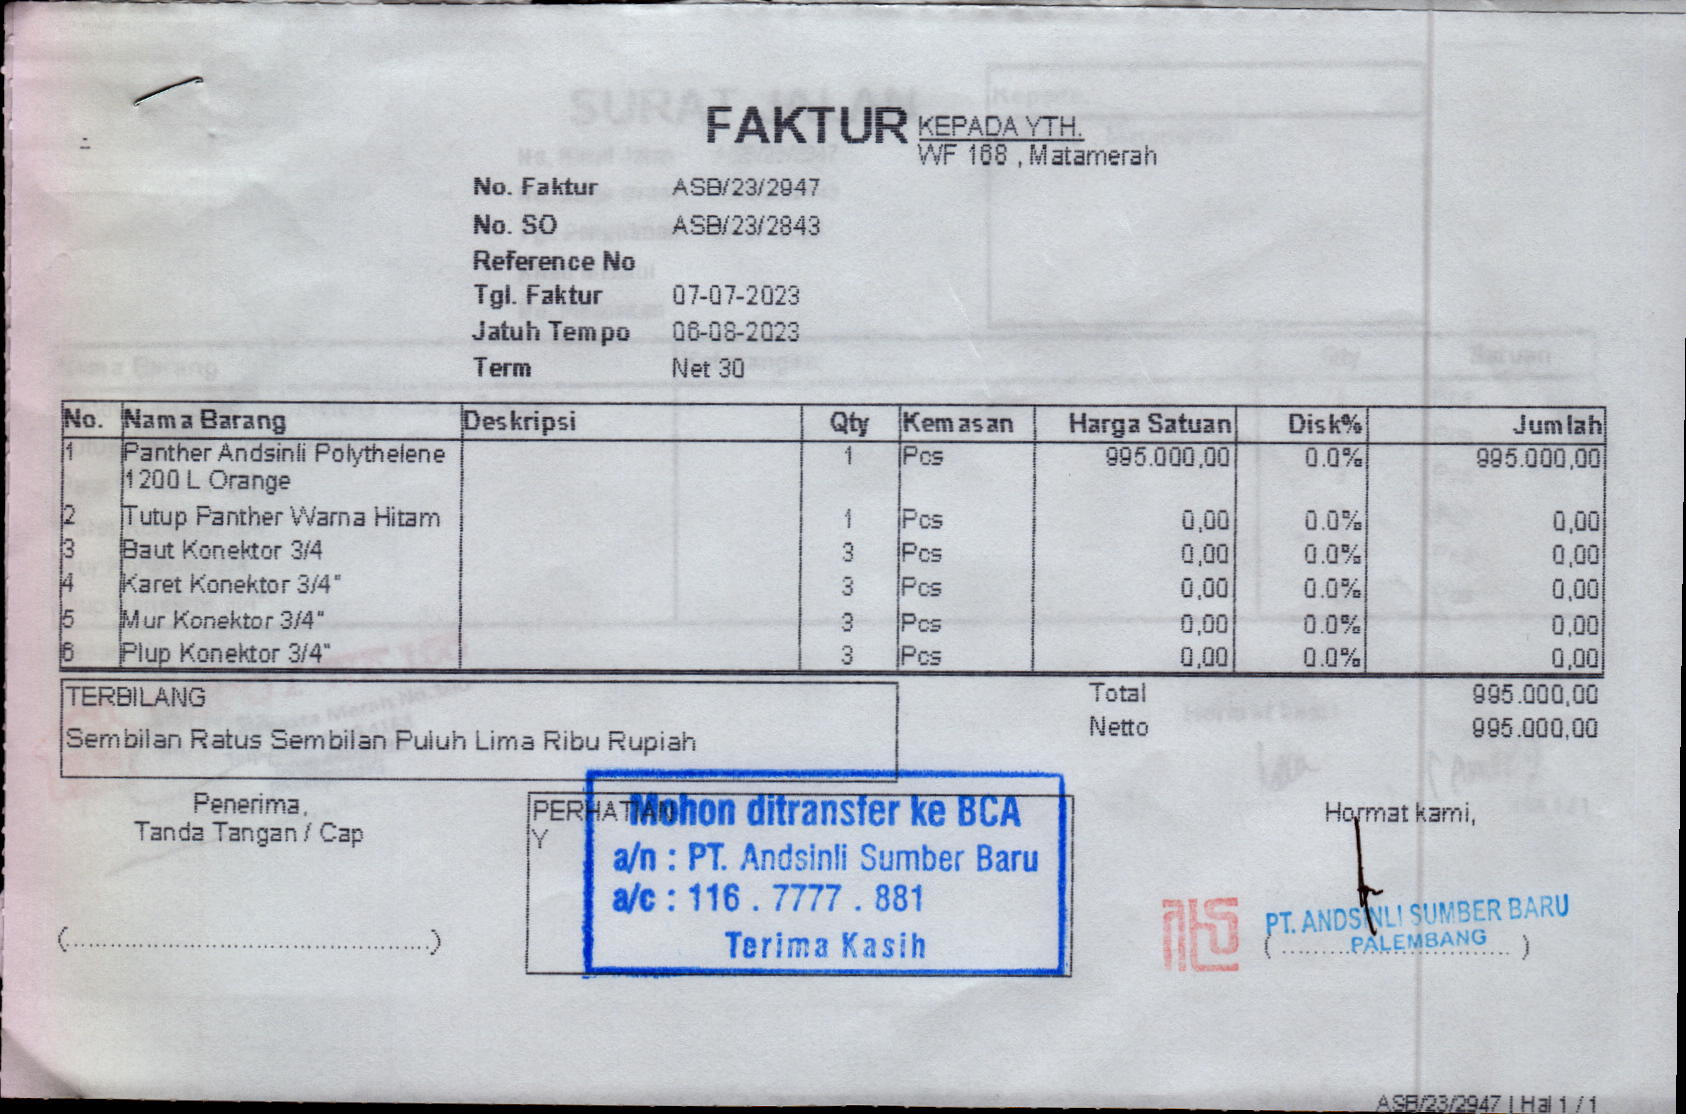 FAKTUR
KEPADA YTH.
WF 168 , Matamerah
No. Faktur ASB/23/2947
No. SO ASB/23/2843
Reference No
Tgl. Faktur 07-07-2023
Jatuh Tempo 06-08-2023
Term Net 30
No. Nama Barang Deskripsi Qty Kemasan Harga Satuan Disk% Jumlah
1 Panther Andsinli Polythelene 1 Pcs 995.000,00 0.0% 995.000,00
1200 L Orange
2 Tutup Panther Warna Hitam 1 Pcs 0,00 0.0% 0,00
3 Baut Konektor 3/4 3 Pcs 0,00 0.0% 0,00
4 Karet Konektor 3/4" 3 Pcs 0,00 0.0% 0,00
5 Mur Konektor 3/4" 3 Pcs 0,00 0.0% 0,00
6 Plup Konektor 3/4" 3 Pcs 0,00 0.0% 0,00
TERBILANG
Sembilan Ratus Sembilan Puluh Lima Ribu Rupiah
Total 995.000,00
Netto 995.000,00
Penerima,
Tanda Tangan / Cap
(............................................)
PERHATIAN
Y
Mohon ditransfer ke BCA
a/n : PT. Andsinli Sumber Baru
a/c : 116 . 7777 . 881
Terima Kasih
Hormat kami,
PT. ANDSINLI SUMBER BARU
PALEMBANG
ASB/23/2947 | Hal 1 / 1